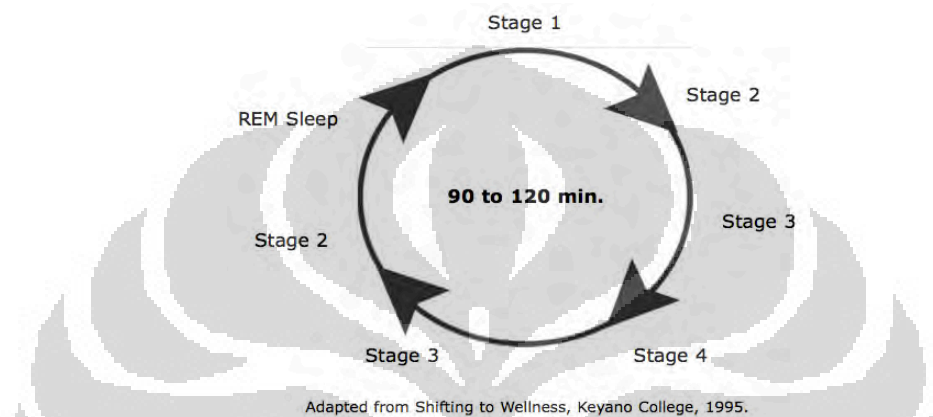 Stage 1
Stage 2
REM Sleep
90 to 120 min.
Stage 3
Stage 2
Stage 3
Stage 4
Adapted from Shifting to Wellness, Keyano College, 1995.